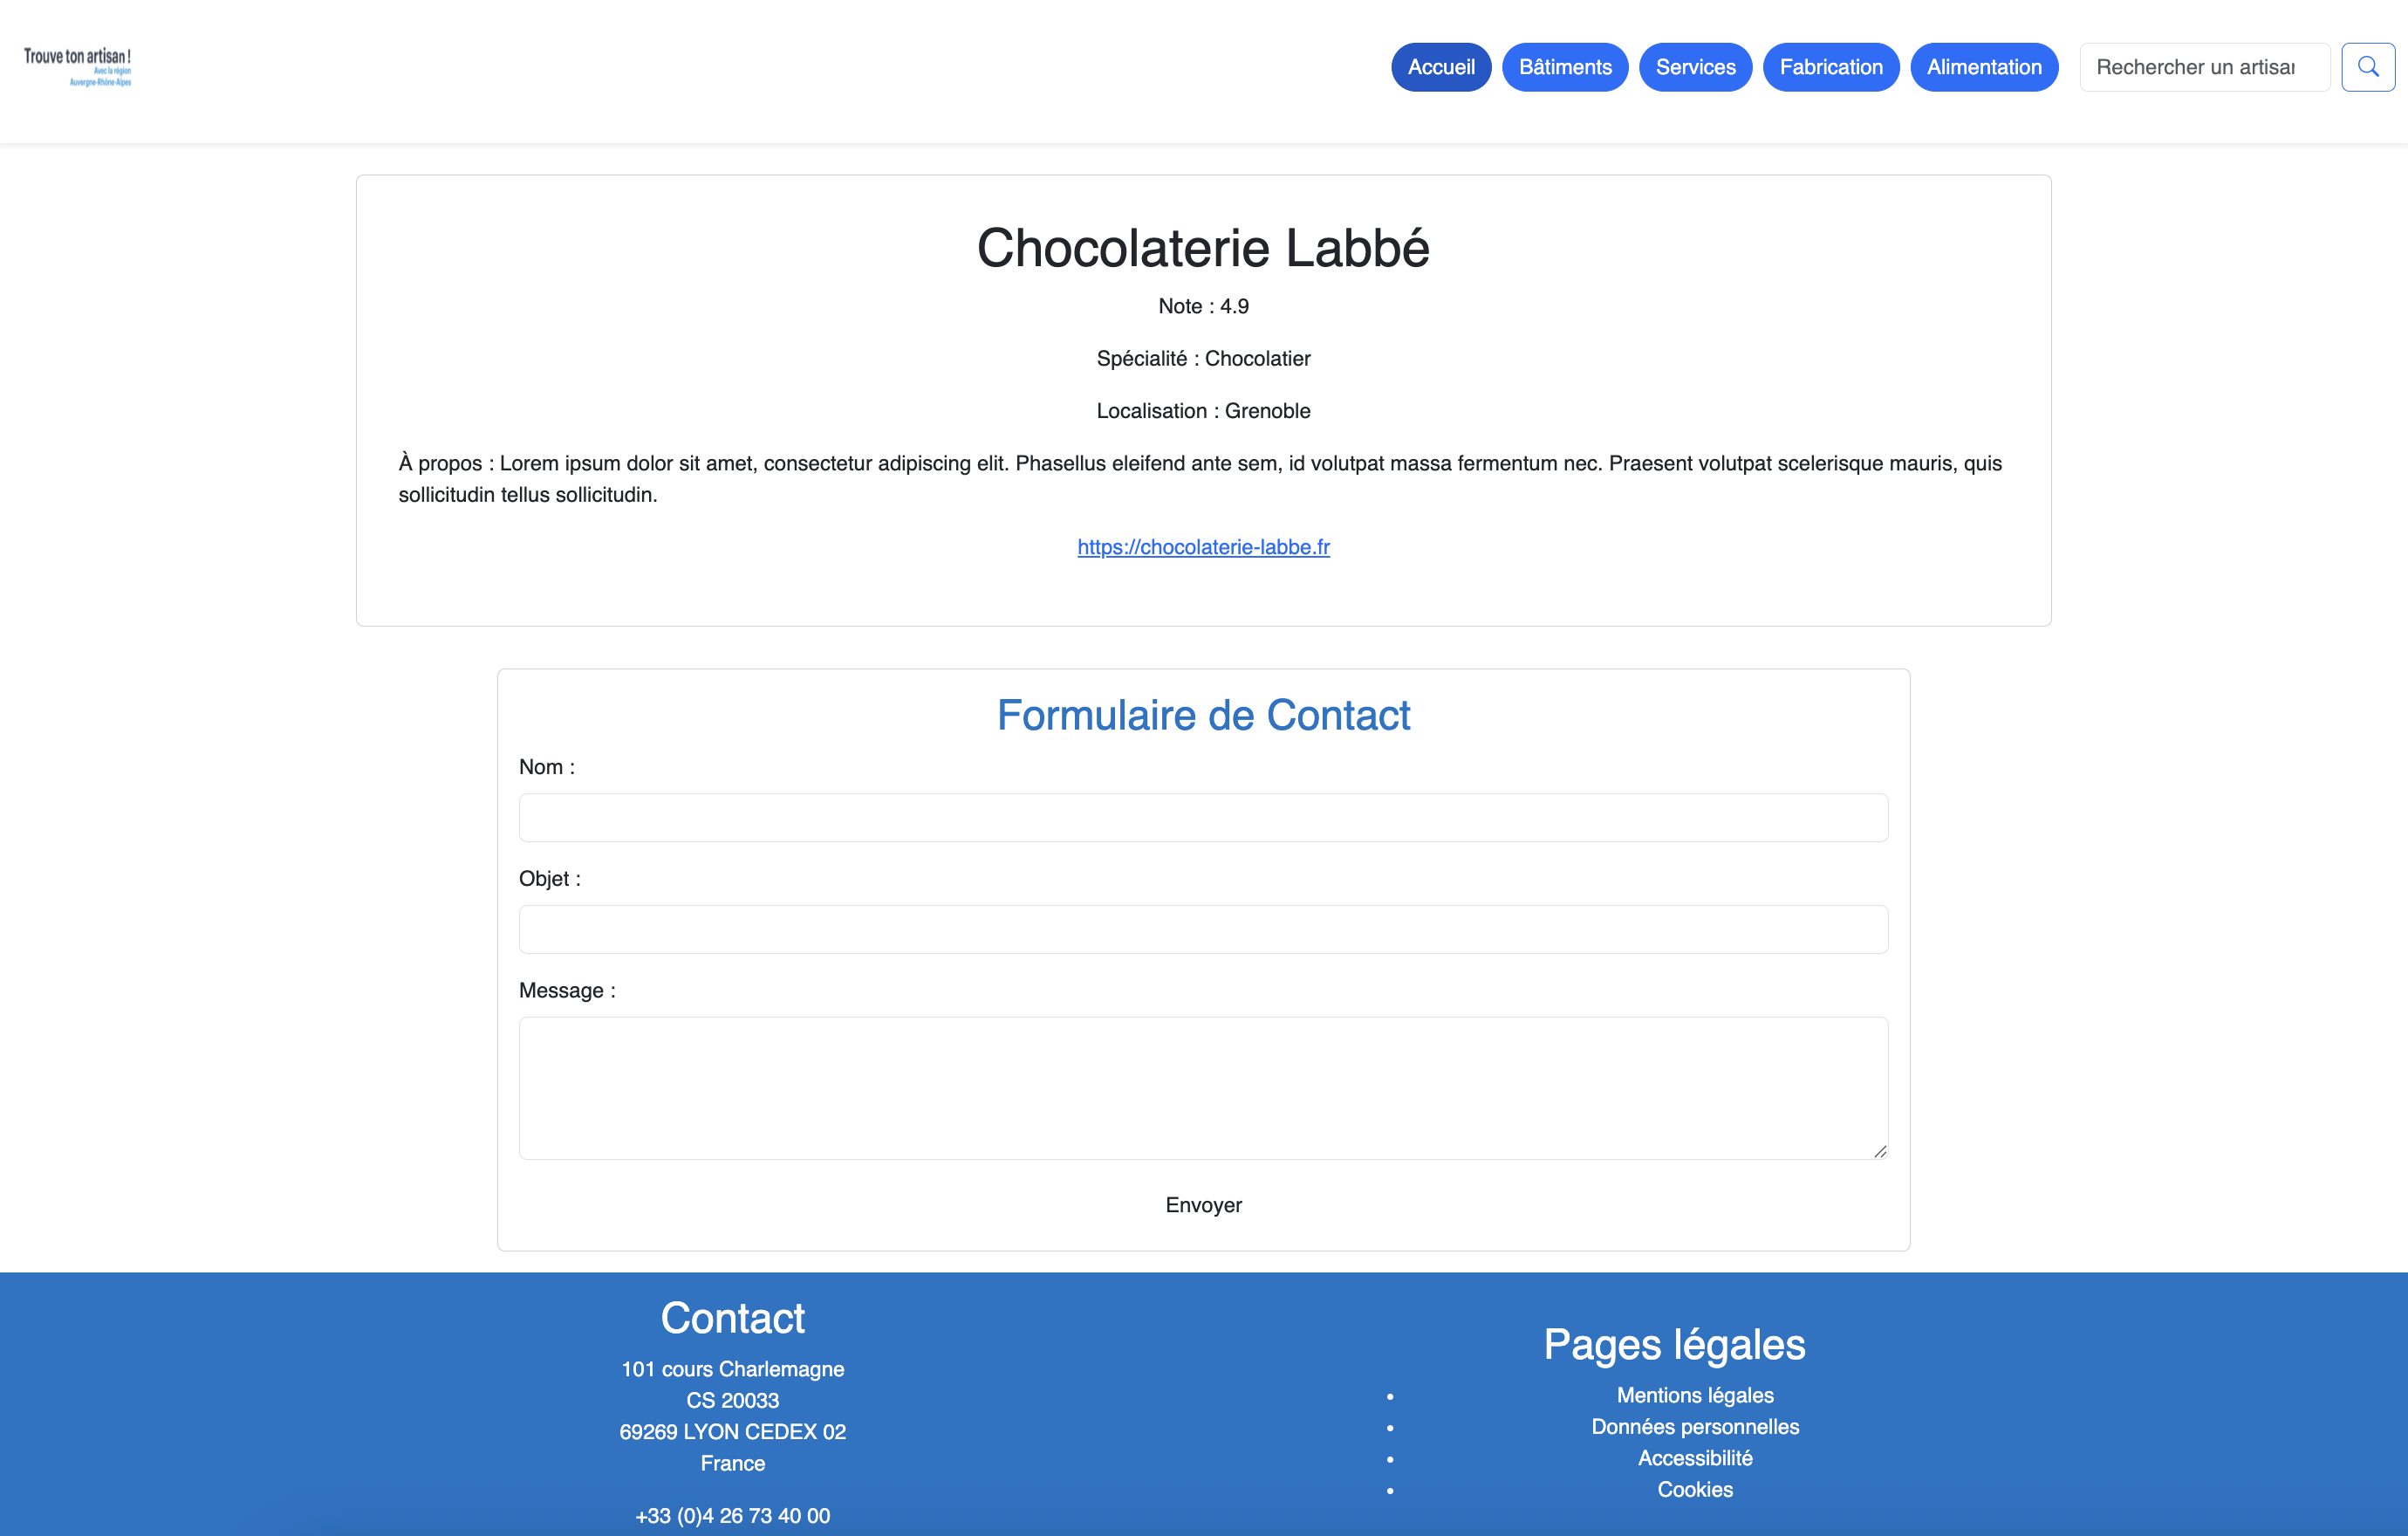 Trouve ton artisan !
Avec la région
Auvergne-Rhône-Alpes
Accueil
Bâtiments
Services
Fabrication
Alimentation
Rechercher un artisan
Chocolaterie Labbé
Note : 4.9
Spécialité : Chocolatier
Localisation : Grenoble
À propos : Lorem ipsum dolor sit amet, consectetur adipiscing elit. Phasellus eleifend ante sem, id volutpat massa fermentum nec. Praesent volutpat scelerisque mauris, quis
sollicitudin tellus sollicitudin.
https://chocolaterie-labbe.fr
Formulaire de Contact
Nom :
Objet :
Message :
Envoyer
Contact
101 cours Charlemagne
CS 20033
69269 LYON CEDEX 02
France
+33 (0)4 26 73 40 00
Pages légales
Mentions légales
Données personnelles
Accessibilité
Cookies